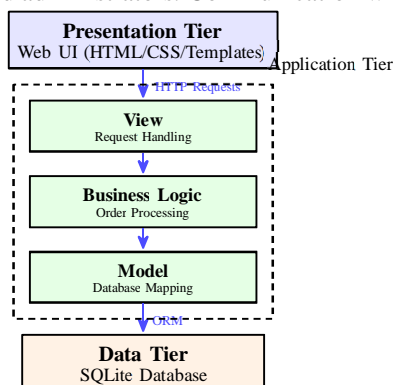 Presentation Tier
Web UI (HTML/CSS/Templates)
Application Tier
HTTP Requests
View
Request Handling
Business Logic
Order Processing
Model
Database Mapping
ORM
Data Tier
SQLite Database